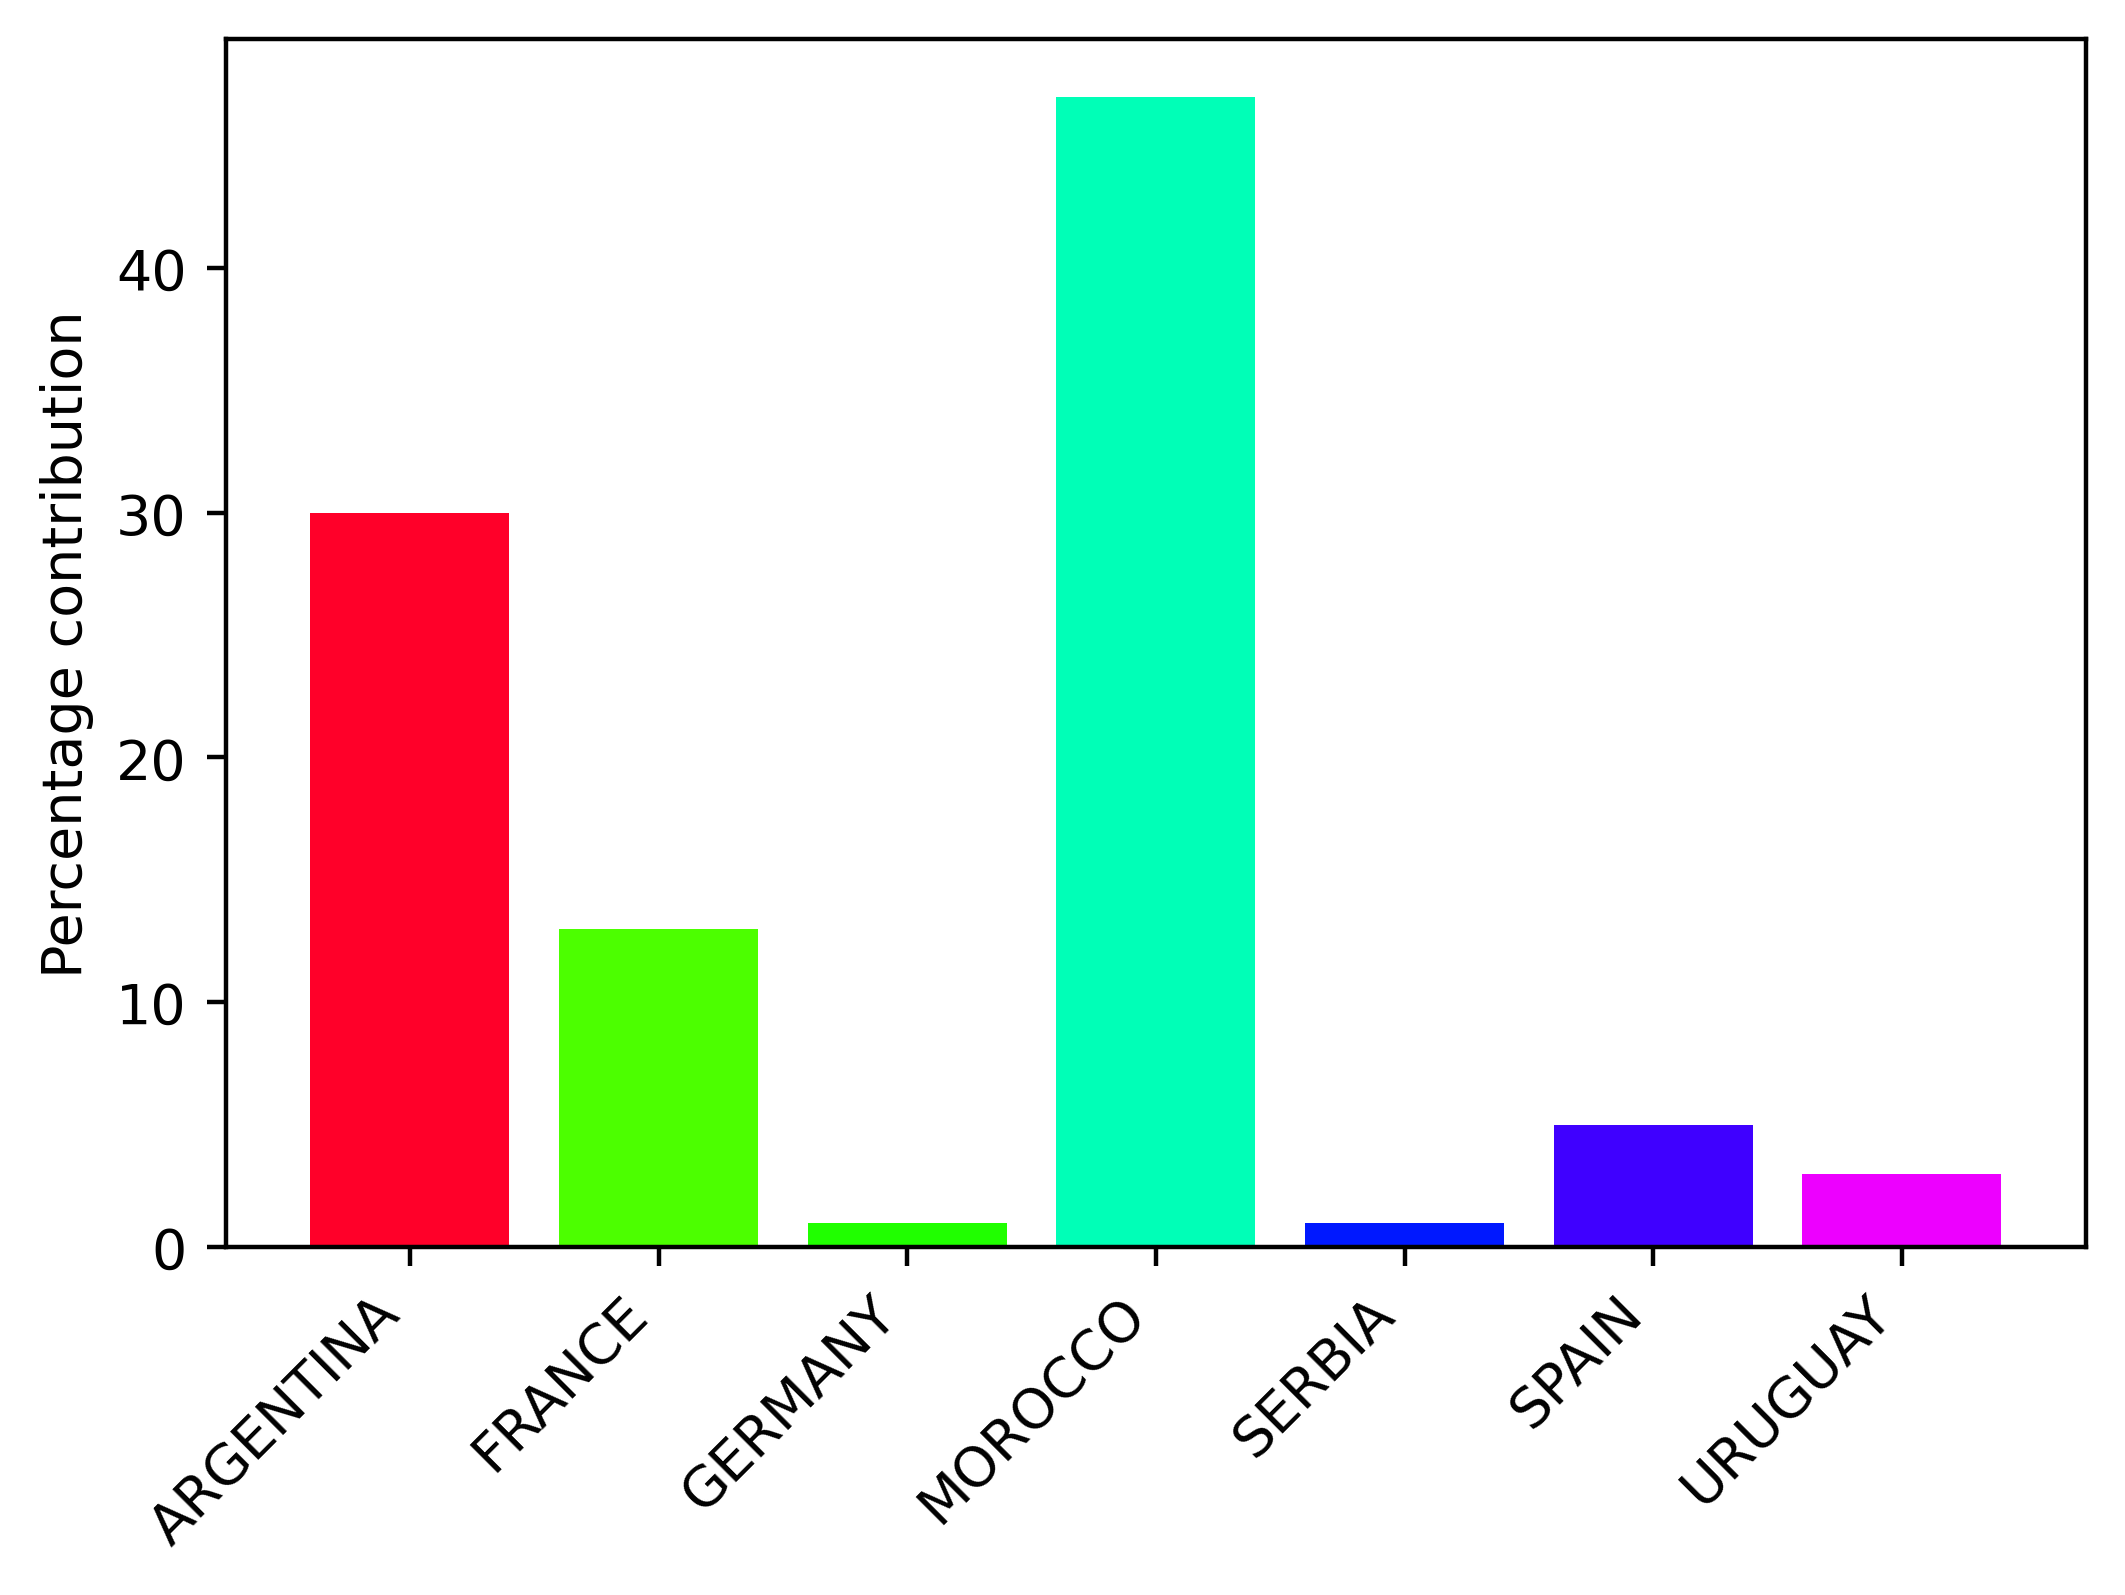 Percentage contribution
40
30
20
10
0
ARGENTINA
FRANCE
GERMANY
MOROCCO
SERBIA
SPAIN
URUGUAY